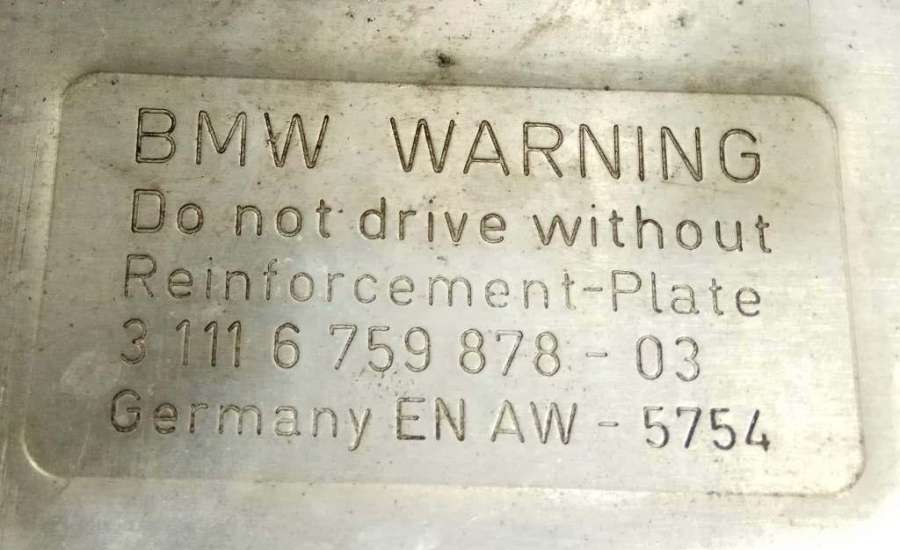 BMW WARNING
Do not drive without
Reinforcement-Plate
3 111 6 759 878 - 03
Germany EN AW - 5754